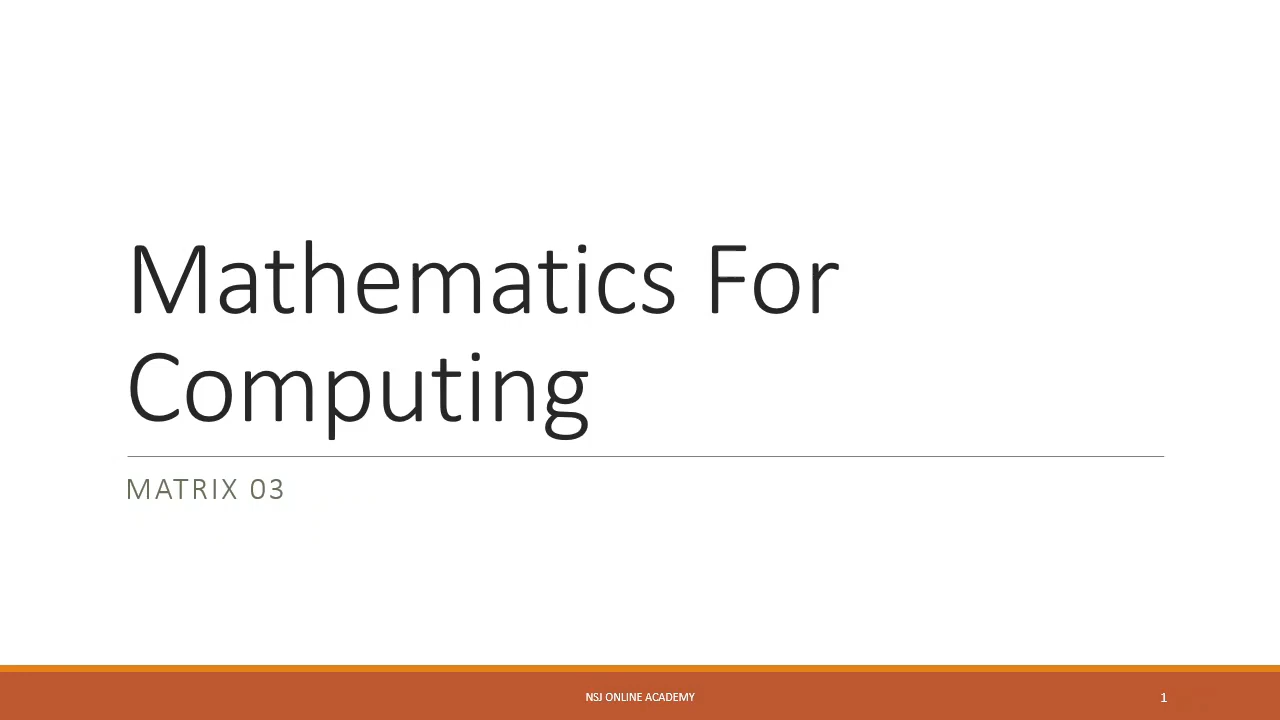 Mathematics For
Computing
MATRIX 03
NSJ ONLINE ACADEMY
1